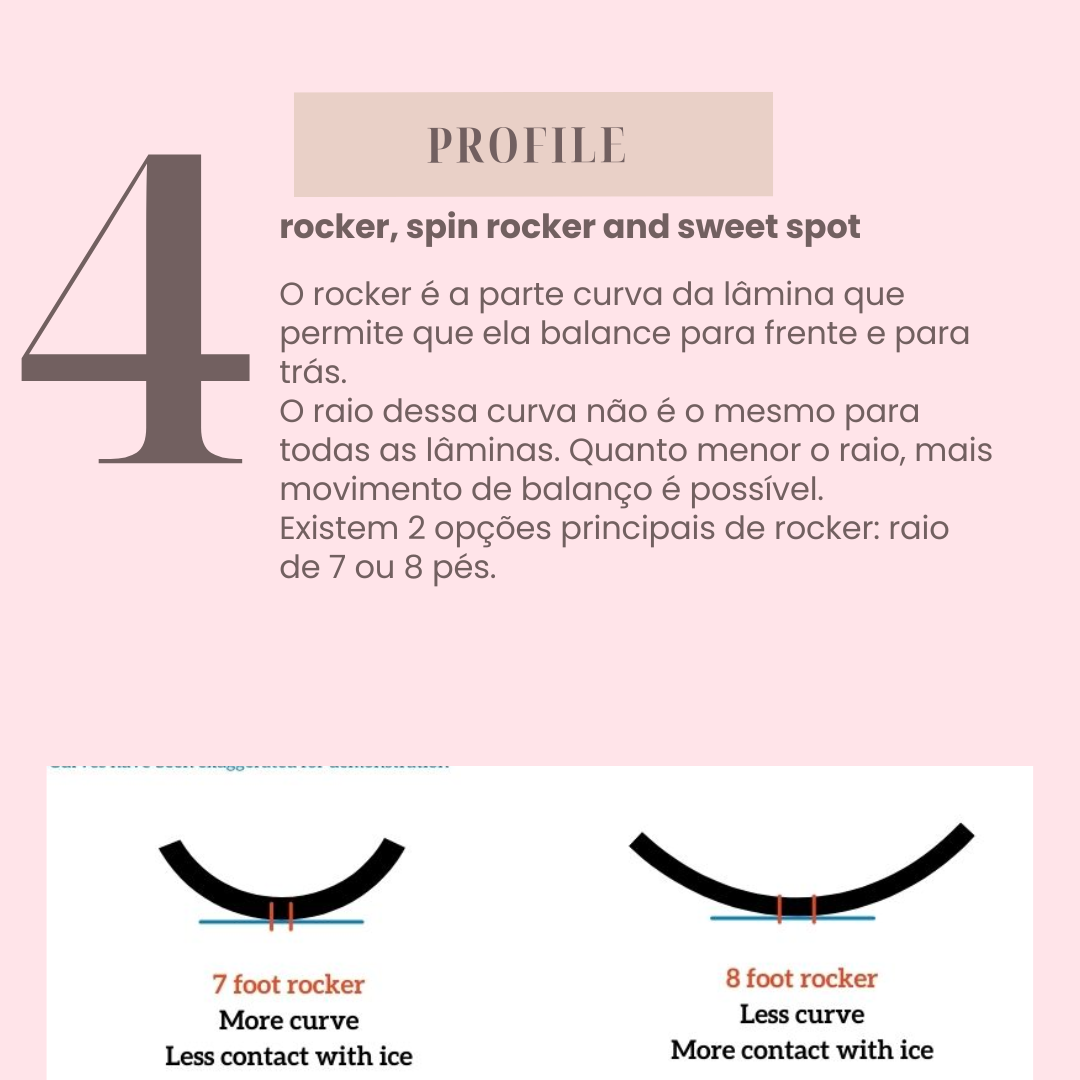 4
PROFILE
rocker, spin rocker and sweet spot
O rocker é a parte curva da lâmina que
permite que ela balance para frente e para
trás.
O raio dessa curva não é o mesmo para
todas as lâminas. Quanto menor o raio, mais
movimento de balanço é possível.
Existem 2 opções principais de rocker: raio
de 7 ou 8 pés.
7 foot rocker
More curve
Less contact with ice
8 foot rocker
Less curve
More contact with ice